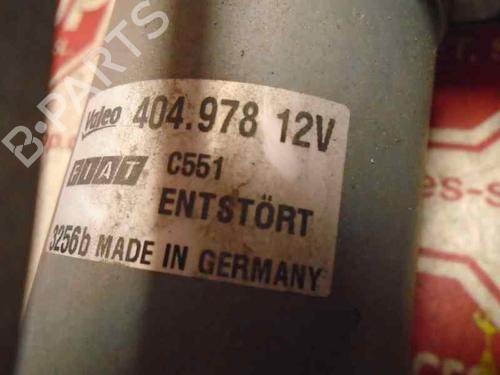 B-PARTS
Valeo 404.978 12V
FIAT C551
ENTSTÖRT
3256b MADE IN GERMANY